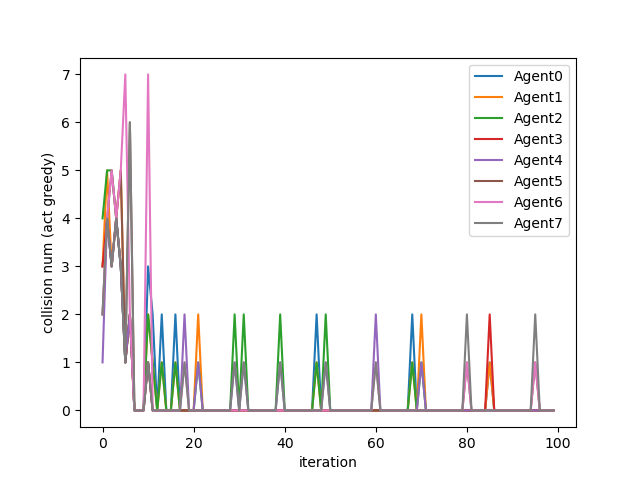 collision num (act greedy)
7
6
5
4
3
2
1
0
Agent0
Agent1
Agent2
Agent3
Agent4
Agent5
Agent6
Agent7
0 20 40 60 80 100
iteration